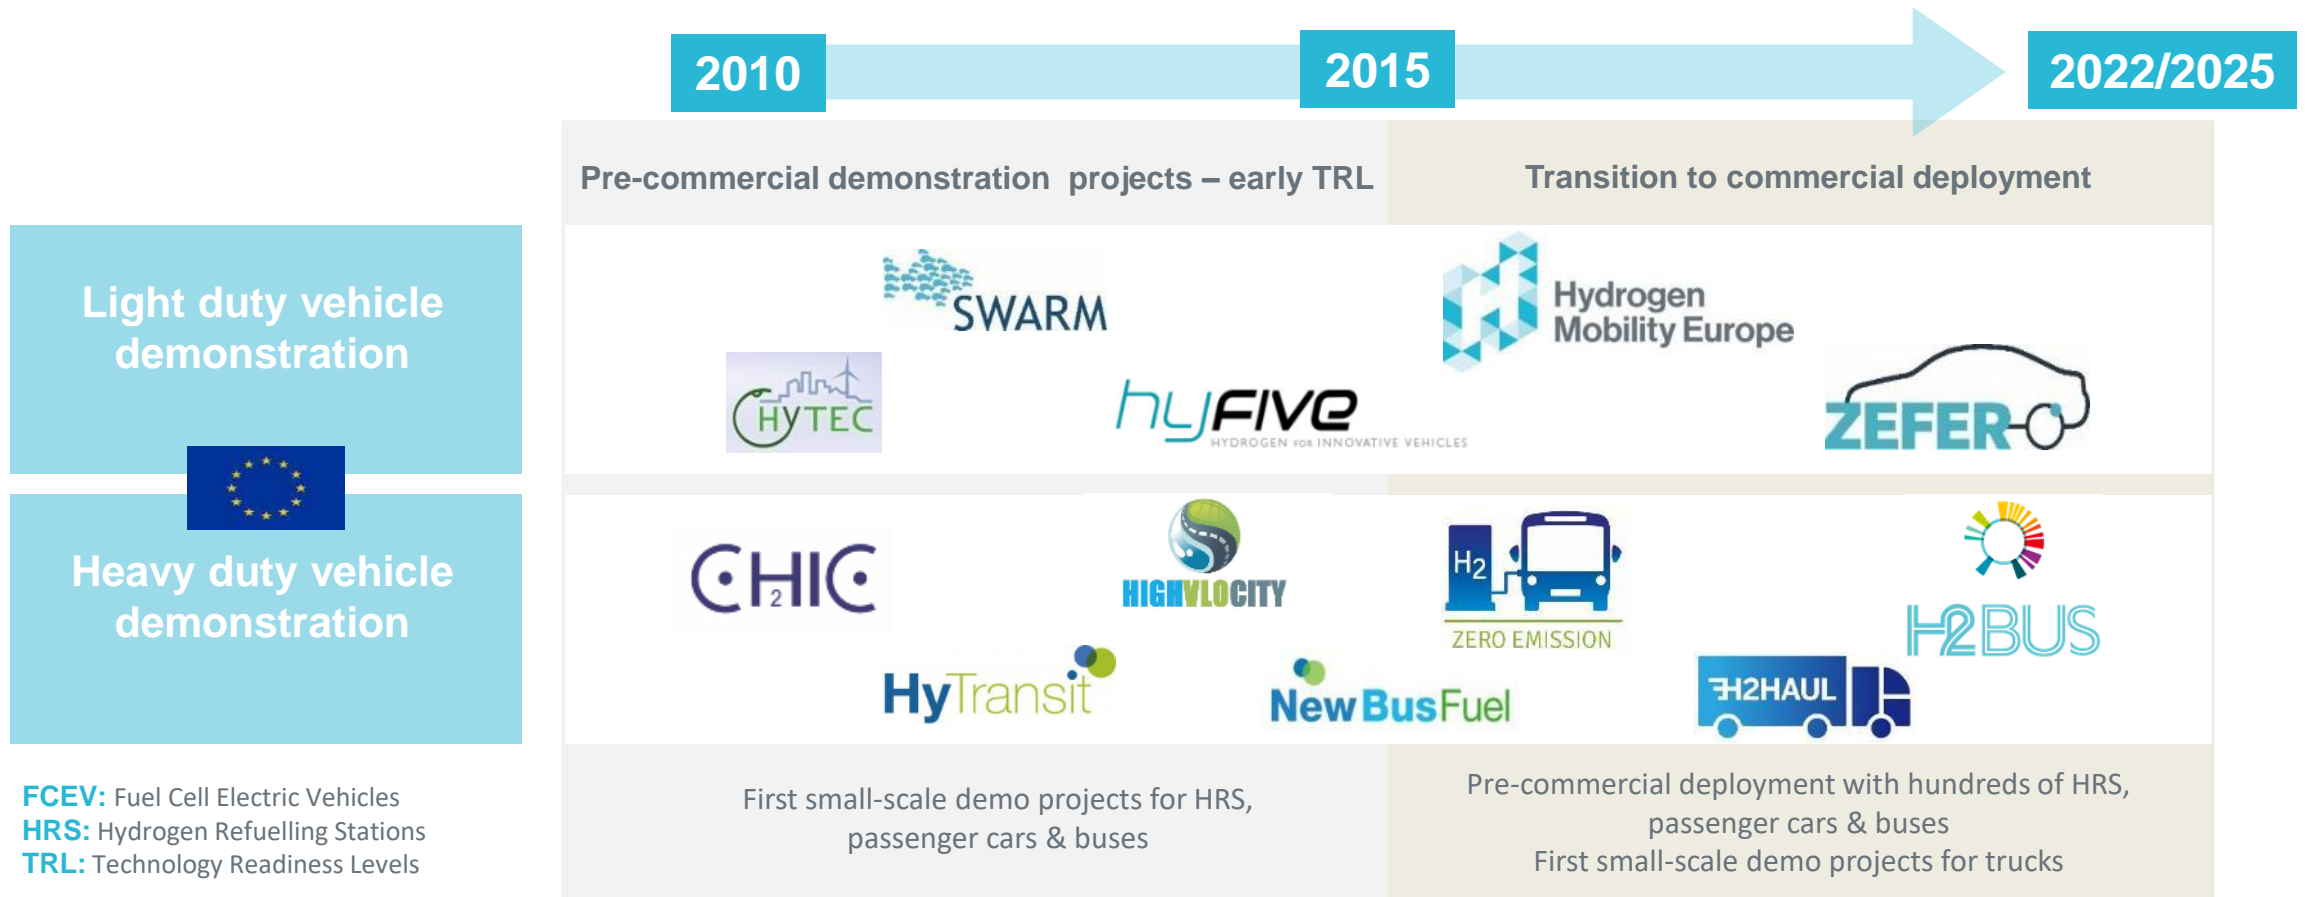 2010
2015
2022/2025
Pre-commercial demonstration projects – early TRL
Transition to commercial deployment
Light duty vehicle
demonstration
SWARM
HYTEC
hyFIVE
HYDROGEN FOR INNOVATIVE VEHICLES
Hydrogen
Mobility Europe
ZEFER
Heavy duty vehicle
demonstration
CH2IC
HIGHVLOCITY
HyTransit
NewBusFuel
H2
ZERO EMISSION
H2HAUL
H2BUS
First small-scale demo projects for HRS,
passenger cars & buses
Pre-commercial deployment with hundreds of HRS,
passenger cars & buses
First small-scale demo projects for trucks
FCEV: Fuel Cell Electric Vehicles
HRS: Hydrogen Refuelling Stations
TRL: Technology Readiness Levels